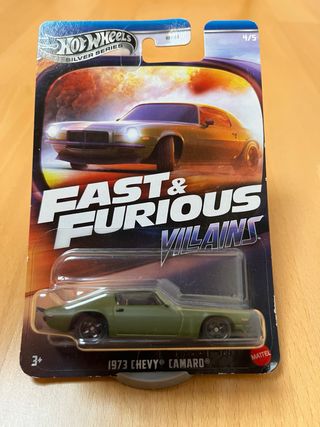 Hot Wheels®
SILVER SERIES
4/5
FAST &
FURIOUS
VILLAINS
3+
1973 CHEVY® CAMARO®
MATTEL